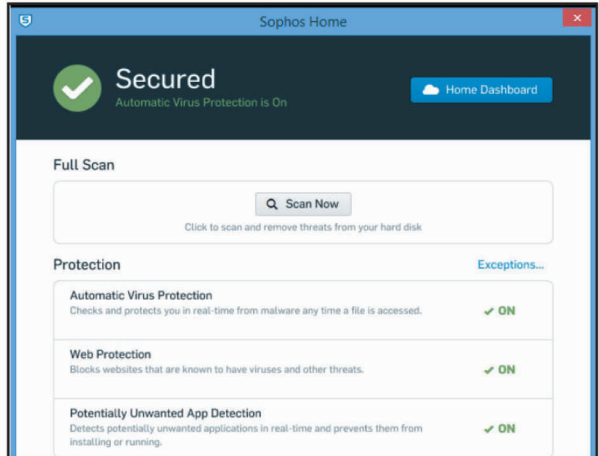 Sophos Home
Secured
Automatic Virus Protection is On
Home Dashboard
Full Scan
Scan Now
Click to scan and remove threats from your hard disk
Protection
Exceptions...
Automatic Virus Protection
Checks and protects you in real-time from malware any time a file is accessed.
ON
Web Protection
Blocks websites that are known to have viruses and other threats.
ON
Potentially Unwanted App Detection
Detects potentially unwanted applications in real-time and prevents them from
installing or running.
ON